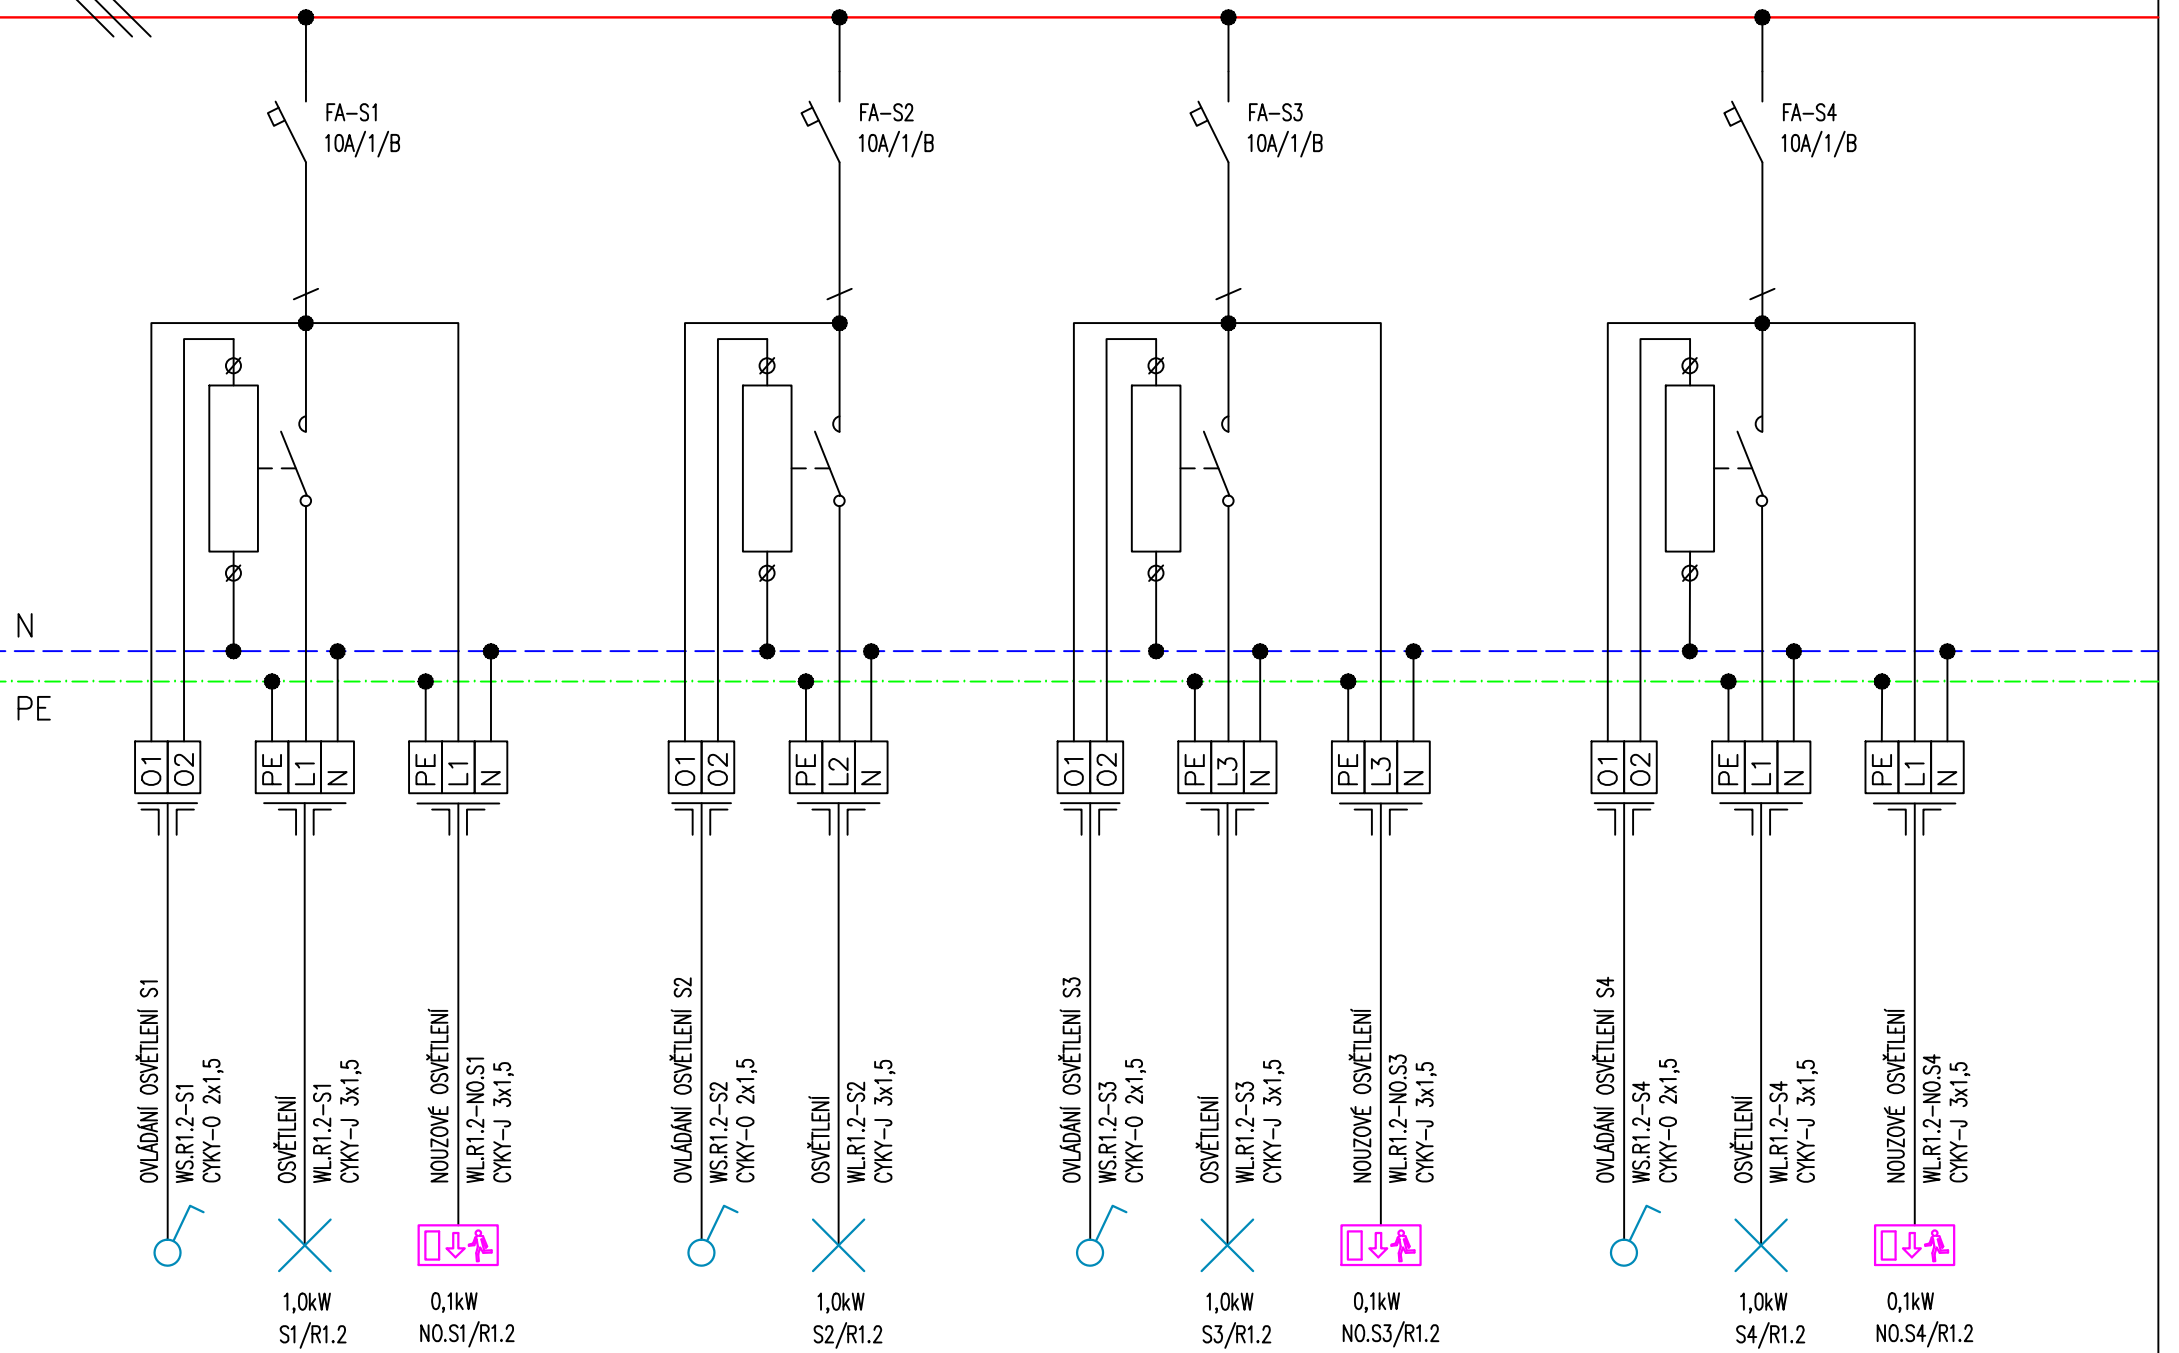 FA-S1
10A/1/B
FA-S2
10A/1/B
FA-S3
10A/1/B
FA-S4
10A/1/B
N
PE
O1
O2
PE
L1
N
PE
L1
N
O1
O2
PE
L2
N
O1
O2
PE
L3
N
PE
L3
N
O1
O2
PE
L1
N
PE
L1
N
OVLÁDÁNÍ OSVĚTLENÍ S1
WS.R1.2-S1
CYKY-O 2x1,5
OSVĚTLENÍ
WL.R1.2-S1
CYKY-J 3x1,5
NOUZOVÉ OSVĚTLENÍ
WL.R1.2-NO.S1
CYKY-J 3x1,5
OVLÁDÁNÍ OSVĚTLENÍ S2
WS.R1.2-S2
CYKY-O 2x1,5
OSVĚTLENÍ
WL.R1.2-S2
CYKY-J 3x1,5
OVLÁDÁNÍ OSVĚTLENÍ S3
WS.R1.2-S3
CYKY-O 2x1,5
OSVĚTLENÍ
WL.R1.2-S3
CYKY-J 3x1,5
NOUZOVÉ OSVĚTLENÍ
WL.R1.2-NO.S3
CYKY-J 3x1,5
OVLÁDÁNÍ OSVĚTLENÍ S4
WS.R1.2-S4
CYKY-O 2x1,5
OSVĚTLENÍ
WL.R1.2-S4
CYKY-J 3x1,5
NOUZOVÉ OSVĚTLENÍ
WL.R1.2-NO.S4
CYKY-J 3x1,5
1,0kW
S1/R1.2
0,1kW
NO.S1/R1.2
1,0kW
S2/R1.2
1,0kW
S3/R1.2
0,1kW
NO.S3/R1.2
1,0kW
S4/R1.2
0,1kW
NO.S4/R1.2